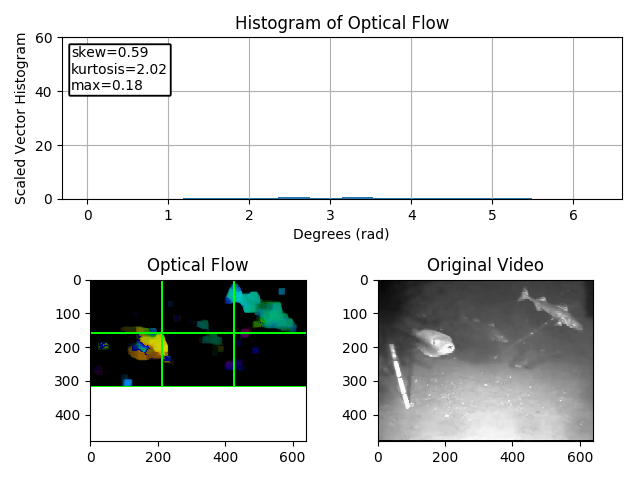 Histogram of Optical Flow
60
40
20
0
Scaled Vector Histogram
skew=0.59
kurtosis=2.02
max=0.18
0 1 2 3 4 5 6
Degrees (rad)
Optical Flow
0
100
200
300
400
0 200 400 600
Original Video
0
100
200
300
400
0 200 400 600